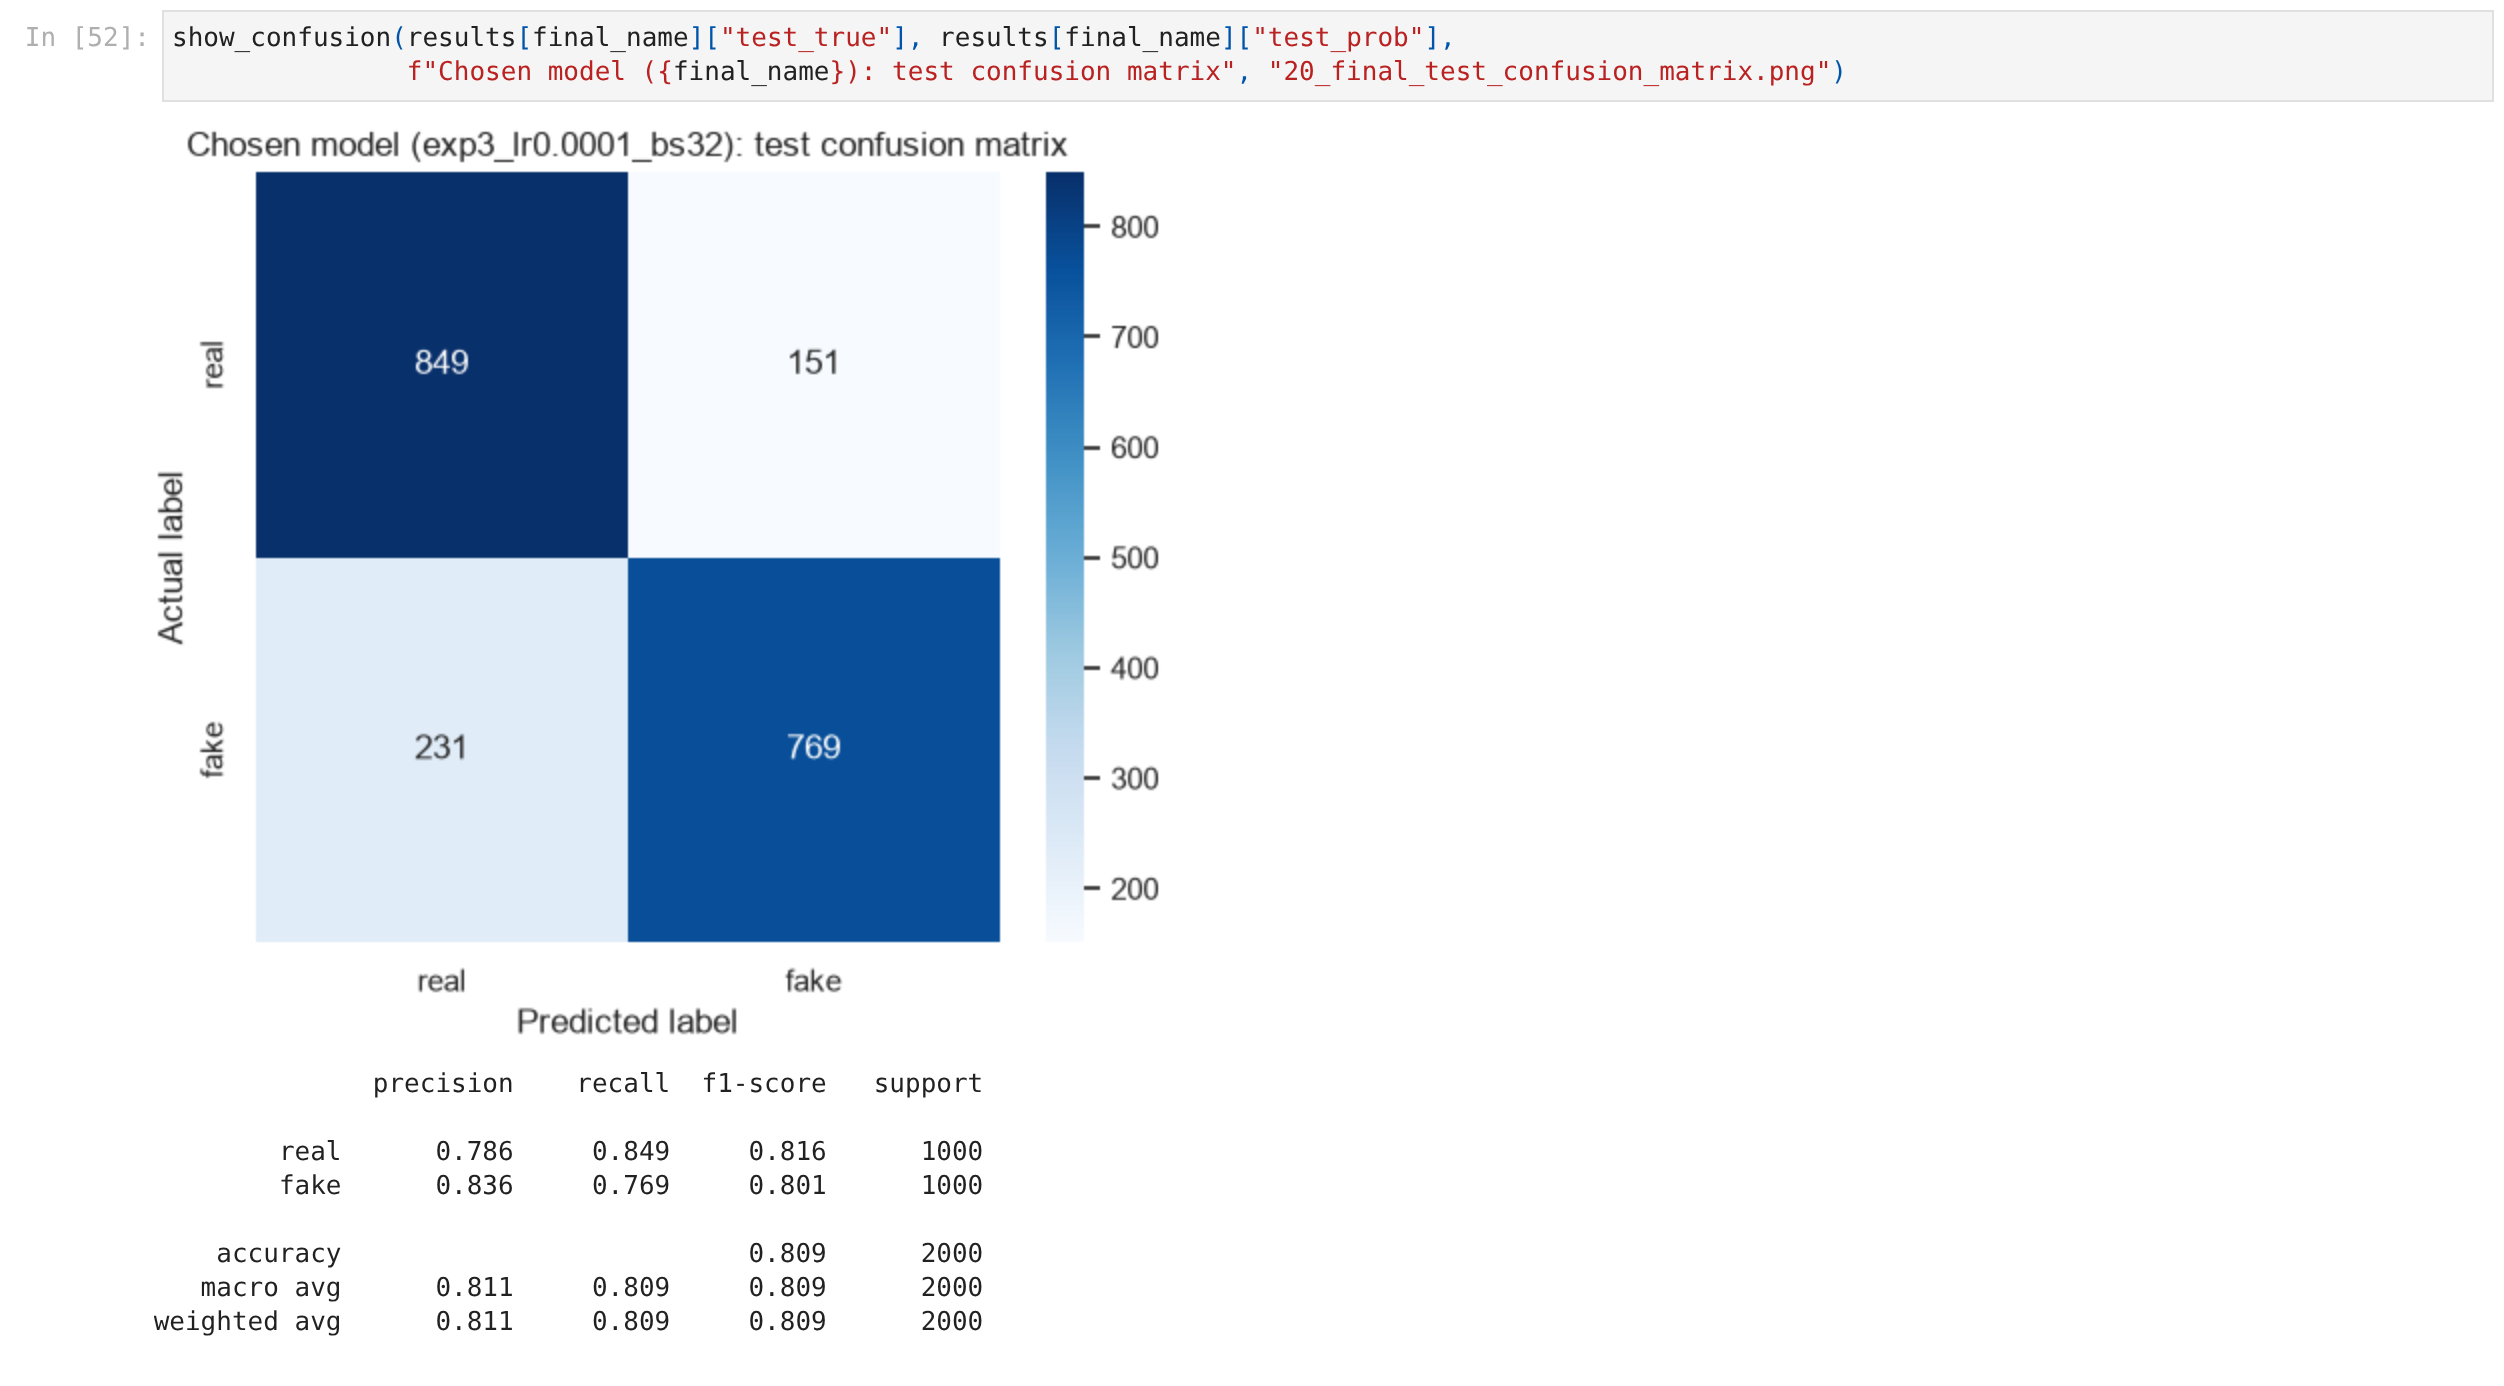 In [52]: show_confusion(results[final_name]["test_true"], results[final_name]["test_prob"],
f"Chosen model ({final_name}): test confusion matrix", "20_final_test_confusion_matrix.png")
Chosen model (exp3_lr0.0001_bs32): test confusion matrix
800
700
600
500
400
300
200
Actual label
real
849 151
fake
231 769
real fake
Predicted label
precision recall f1-score support
real 0.786 0.849 0.816 1000
fake 0.836 0.769 0.801 1000
accuracy 0.809 2000
macro avg 0.811 0.809 0.809 2000
weighted avg 0.811 0.809 0.809 2000